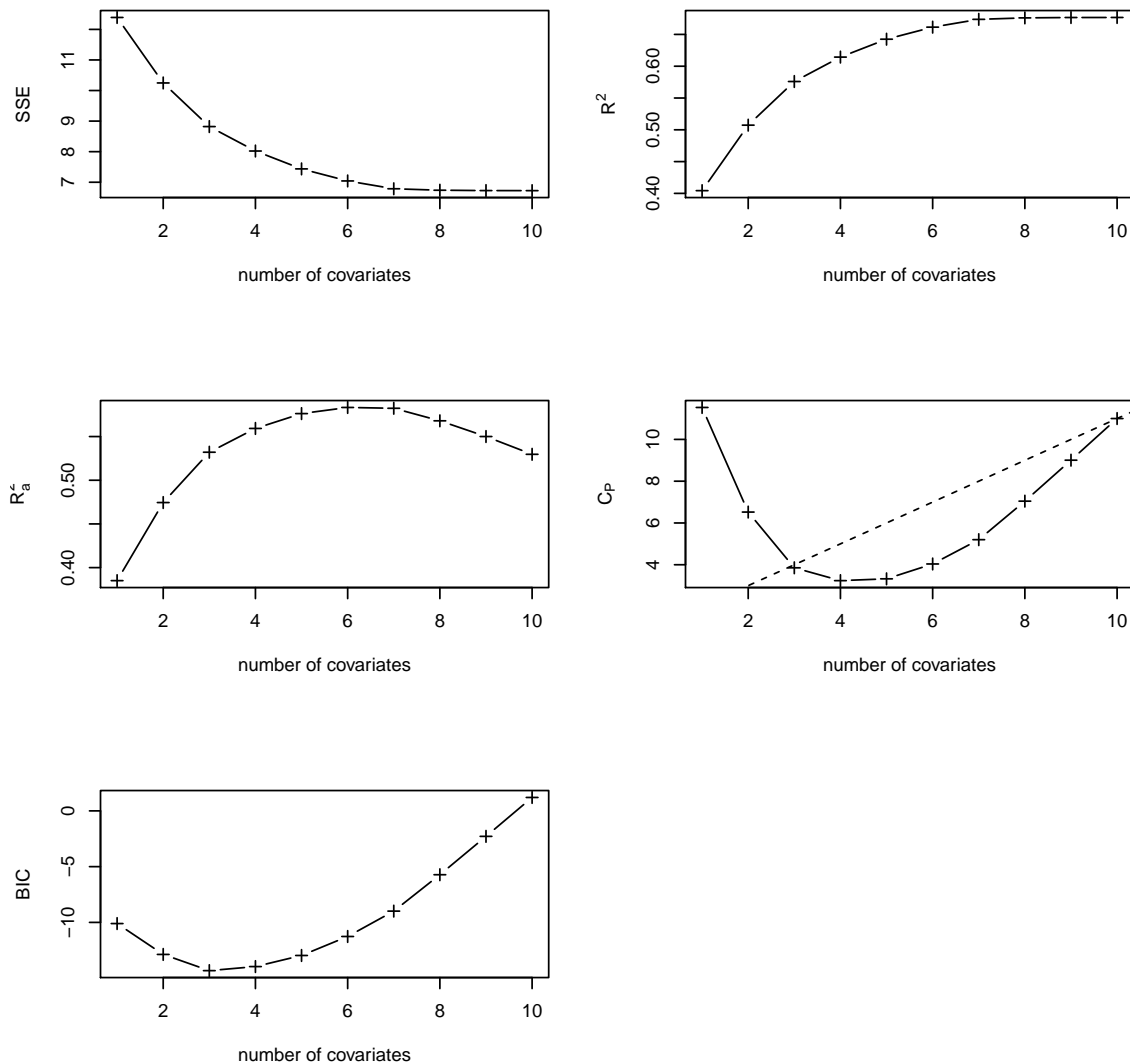 SSE
7 8 9 11
2 4 6 8 10
number of covariates
R²
0.40 0.50 0.60
2 4 6 8 10
number of covariates
Rₐ²
0.40 0.50
2 4 6 8 10
number of covariates
C_P
4 6 8 10
2 4 6 8 10
number of covariates
BIC
−10 −5 0
2 4 6 8 10
number of covariates